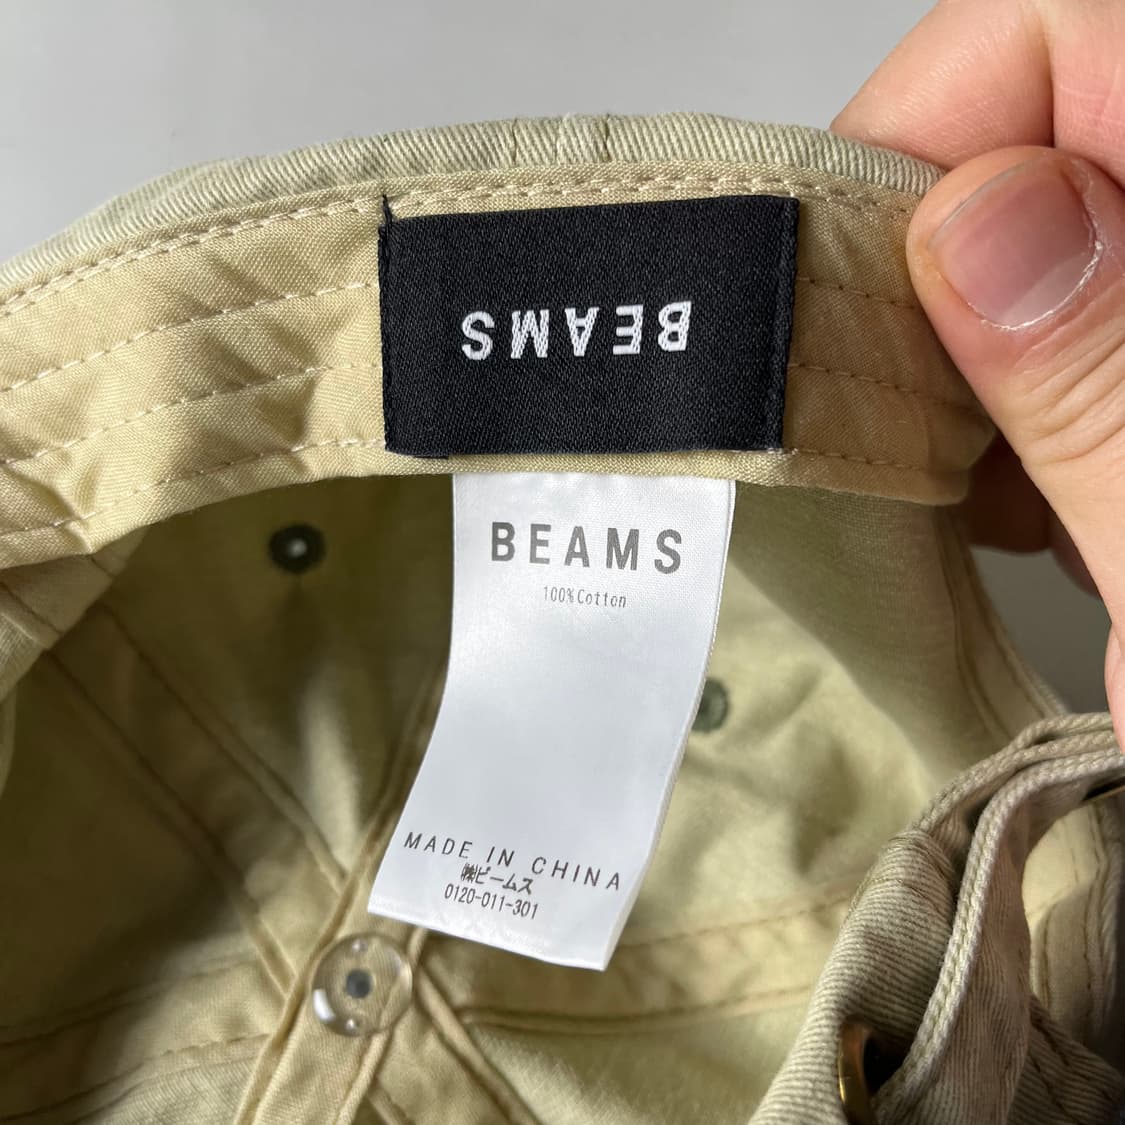 BEAMS
BEAMS
100%Cotton
MADE IN CHINA
㈱ビームス
0120-011-301